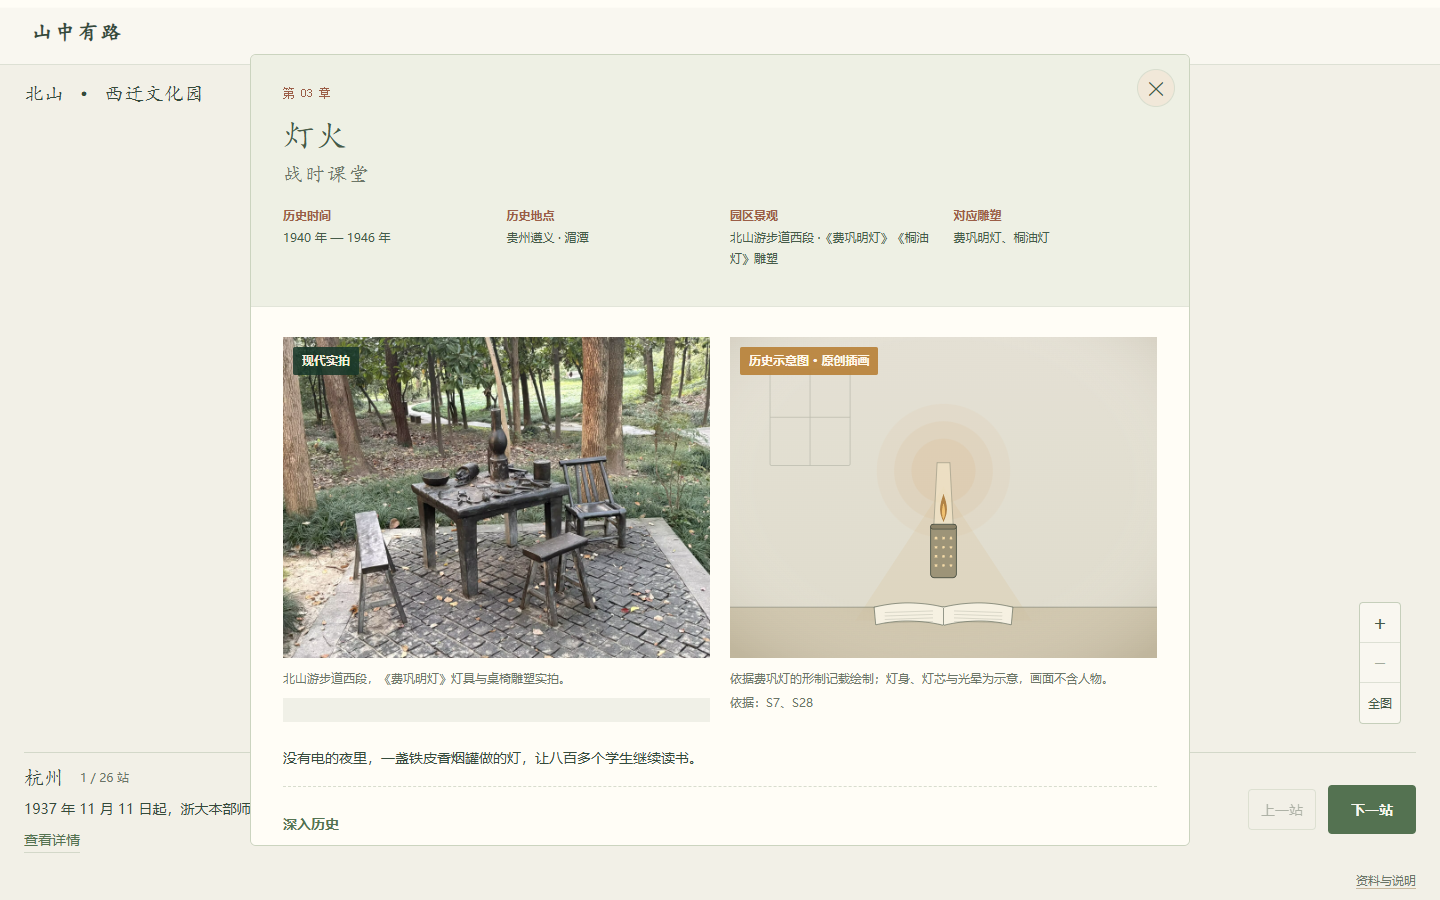 山中有路
北山 • 西迁文化园
第 03 章
灯火
战时课堂
历史时间
1940 年 — 1946 年
历史地点
贵州遵义 · 湄潭
园区景观
北山游步道西段 ·《费巩明灯》《桐油
灯》雕塑
对应雕塑
费巩明灯、桐油灯
现代实拍
历史示意图 • 原创插画
北山游步道西段，《费巩明灯》灯具与桌椅雕塑实拍。
依据费巩灯的形制记载绘制；灯身、灯芯与光晕为示意，画面不含人物。
依据：S7、S28
没有电的夜里，一盏铁皮香烟罐做的灯，让八百多个学生继续读书。
深入历史
+
−
全图
杭州 1 / 26 站
1937 年 11 月 11 日起，浙大本部师
查看详情
上一站
下一站
资料与说明